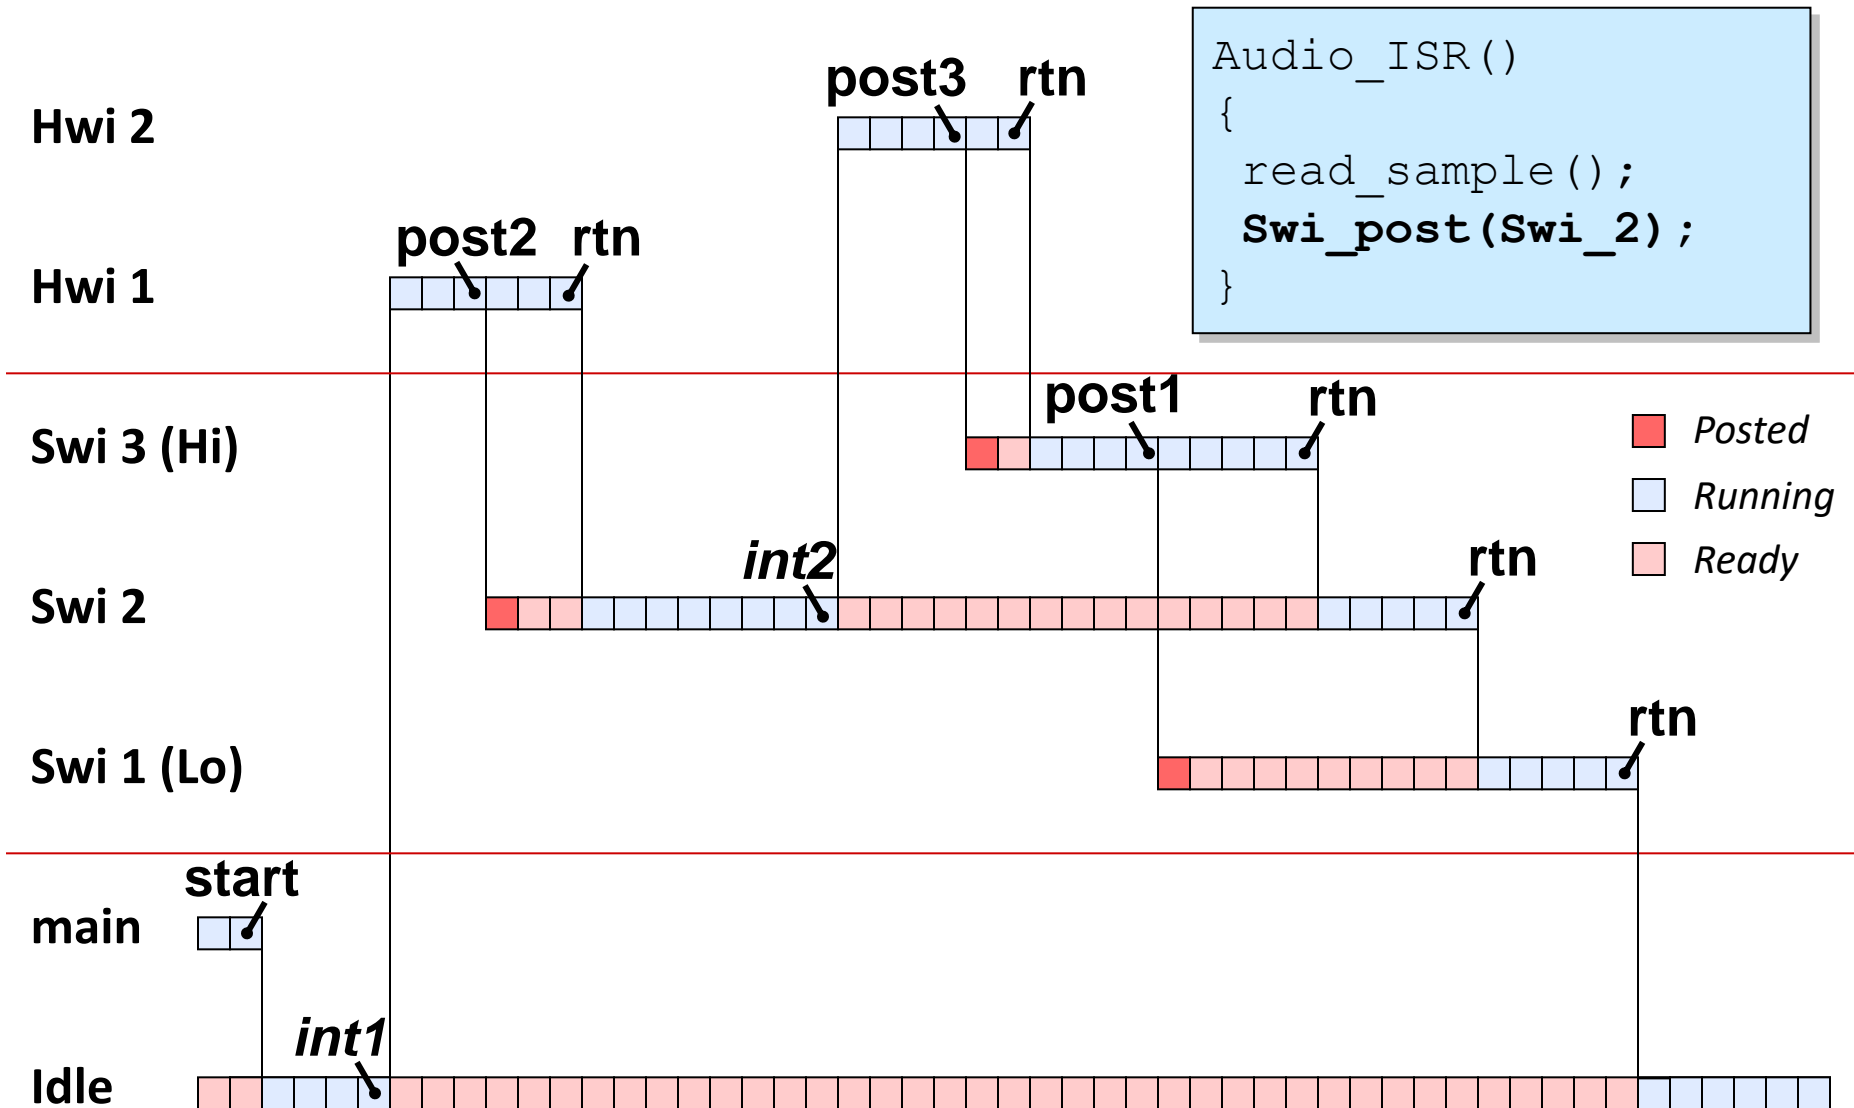 Audio_ISR()
{
read_sample();
Swi_post(Swi_2);
}
post3 rtn
Hwi 2
post2 rtn
Hwi 1
post1 rtn
Swi 3 (Hi)
Posted
Running
Ready
int2
rtn
Swi 2
rtn
Swi 1 (Lo)
start
main
int1
Idle